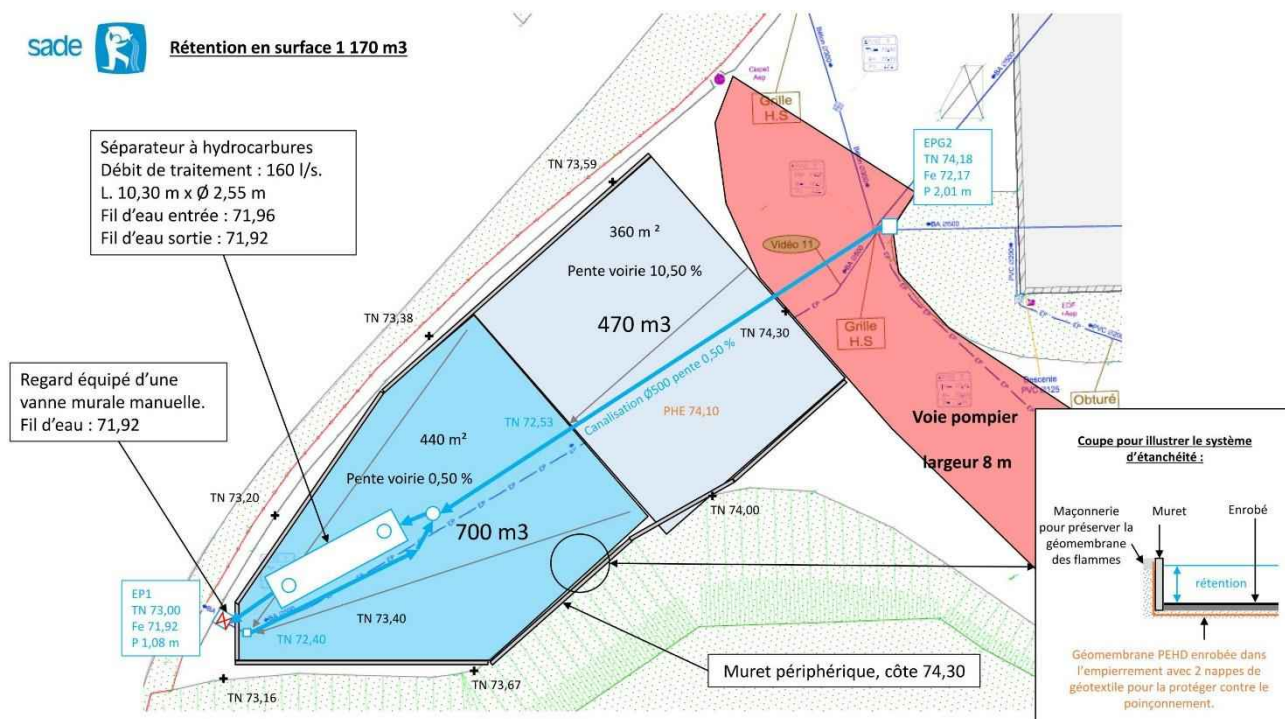 sade
Rétention en surface 1 170 m3
Séparateur à hydrocarbures
Débit de traitement : 160 l/s.
L. 10,30 m x Ø 2,55 m
Fil d’eau entrée : 71,96
Fil d’eau sortie : 71,92
Regard équipé d’une
vanne murale manuelle.
Fil d’eau : 71,92
TN 73,59
TN 73,38
TN 73,20
360 m ²
Pente voirie 10,50 %
470 m3
TN 74,30
PHE 74,10
Canalisation Ø500 pente 0,50 %
TN 72,53
440 m²
Pente voirie 0,50 %
700 m3
TN 74,00
TN 73,40
TN 72,40
TN 73,67
TN 73,16
EP1
TN 73,00
Fe 71,92
P 1,08 m
EPG2
TN 74,18
Fe 72,17
P 2,01 m
Grille
H.S
Vidéo 11
Grille
H.S
BA Ø500
BA Ø500
BA Ø500
Béton Ø300
Obturé
Voie pompier
largeur 8 m
Muret périphérique, côte 74,30
Coupe pour illustrer le système
d’étanchéité :
Maçonnerie
pour préserver la
géomembrane
des flammes
Muret
Enrobé
rétention
Géomembrane PEHD enrobée dans
l’empierrement avec 2 nappes de
géotextile pour la protéger contre le
poinçonnement.